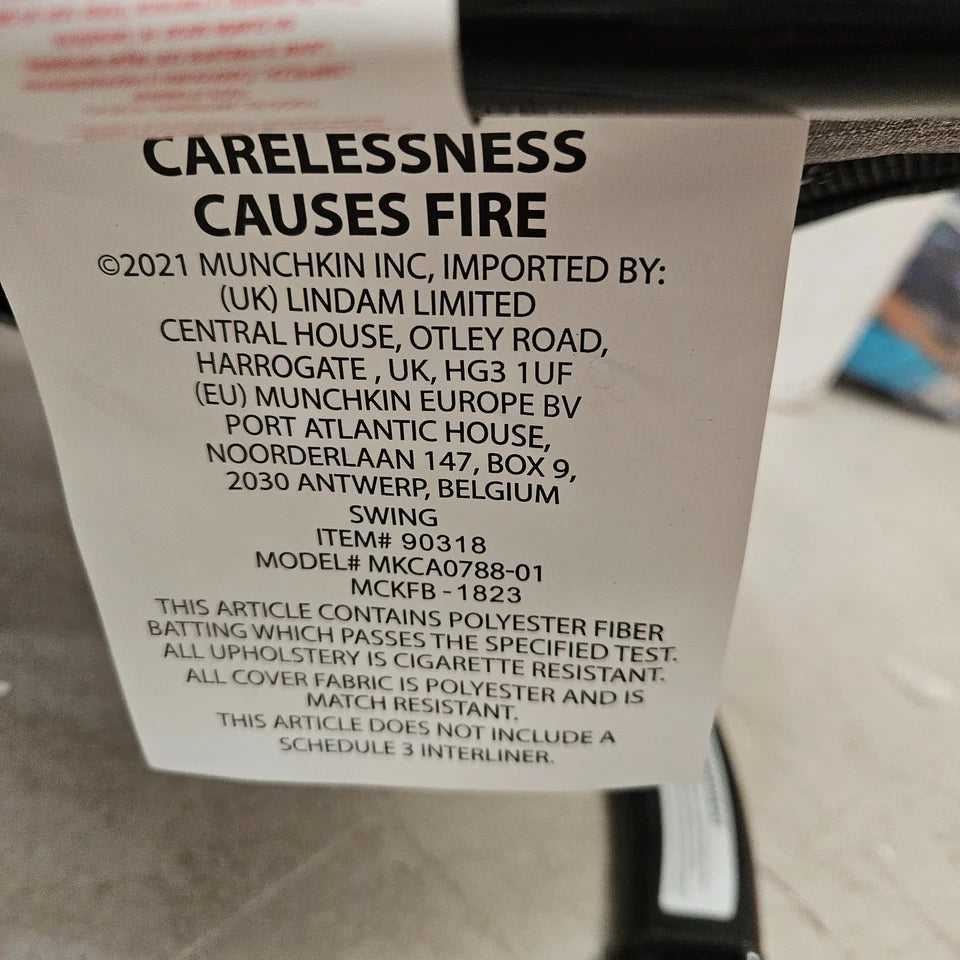 CARELESSNESS
CAUSES FIRE
©2021 MUNCHKIN INC, IMPORTED BY:
(UK) LINDAM LIMITED
CENTRAL HOUSE, OTLEY ROAD,
HARROGATE , UK, HG3 1UF
(EU) MUNCHKIN EUROPE BV
PORT ATLANTIC HOUSE,
NOORDERLAAN 147, BOX 9,
2030 ANTWERP, BELGIUM
SWING
ITEM# 90318
MODEL# MKCA0788-01
MCKFB - 1823
THIS ARTICLE CONTAINS POLYESTER FIBER
BATTING WHICH PASSES THE SPECIFIED TEST.
ALL UPHOLSTERY IS CIGARETTE RESISTANT.
ALL COVER FABRIC IS POLYESTER AND IS
MATCH RESISTANT.
THIS ARTICLE DOES NOT INCLUDE A
SCHEDULE 3 INTERLINER.